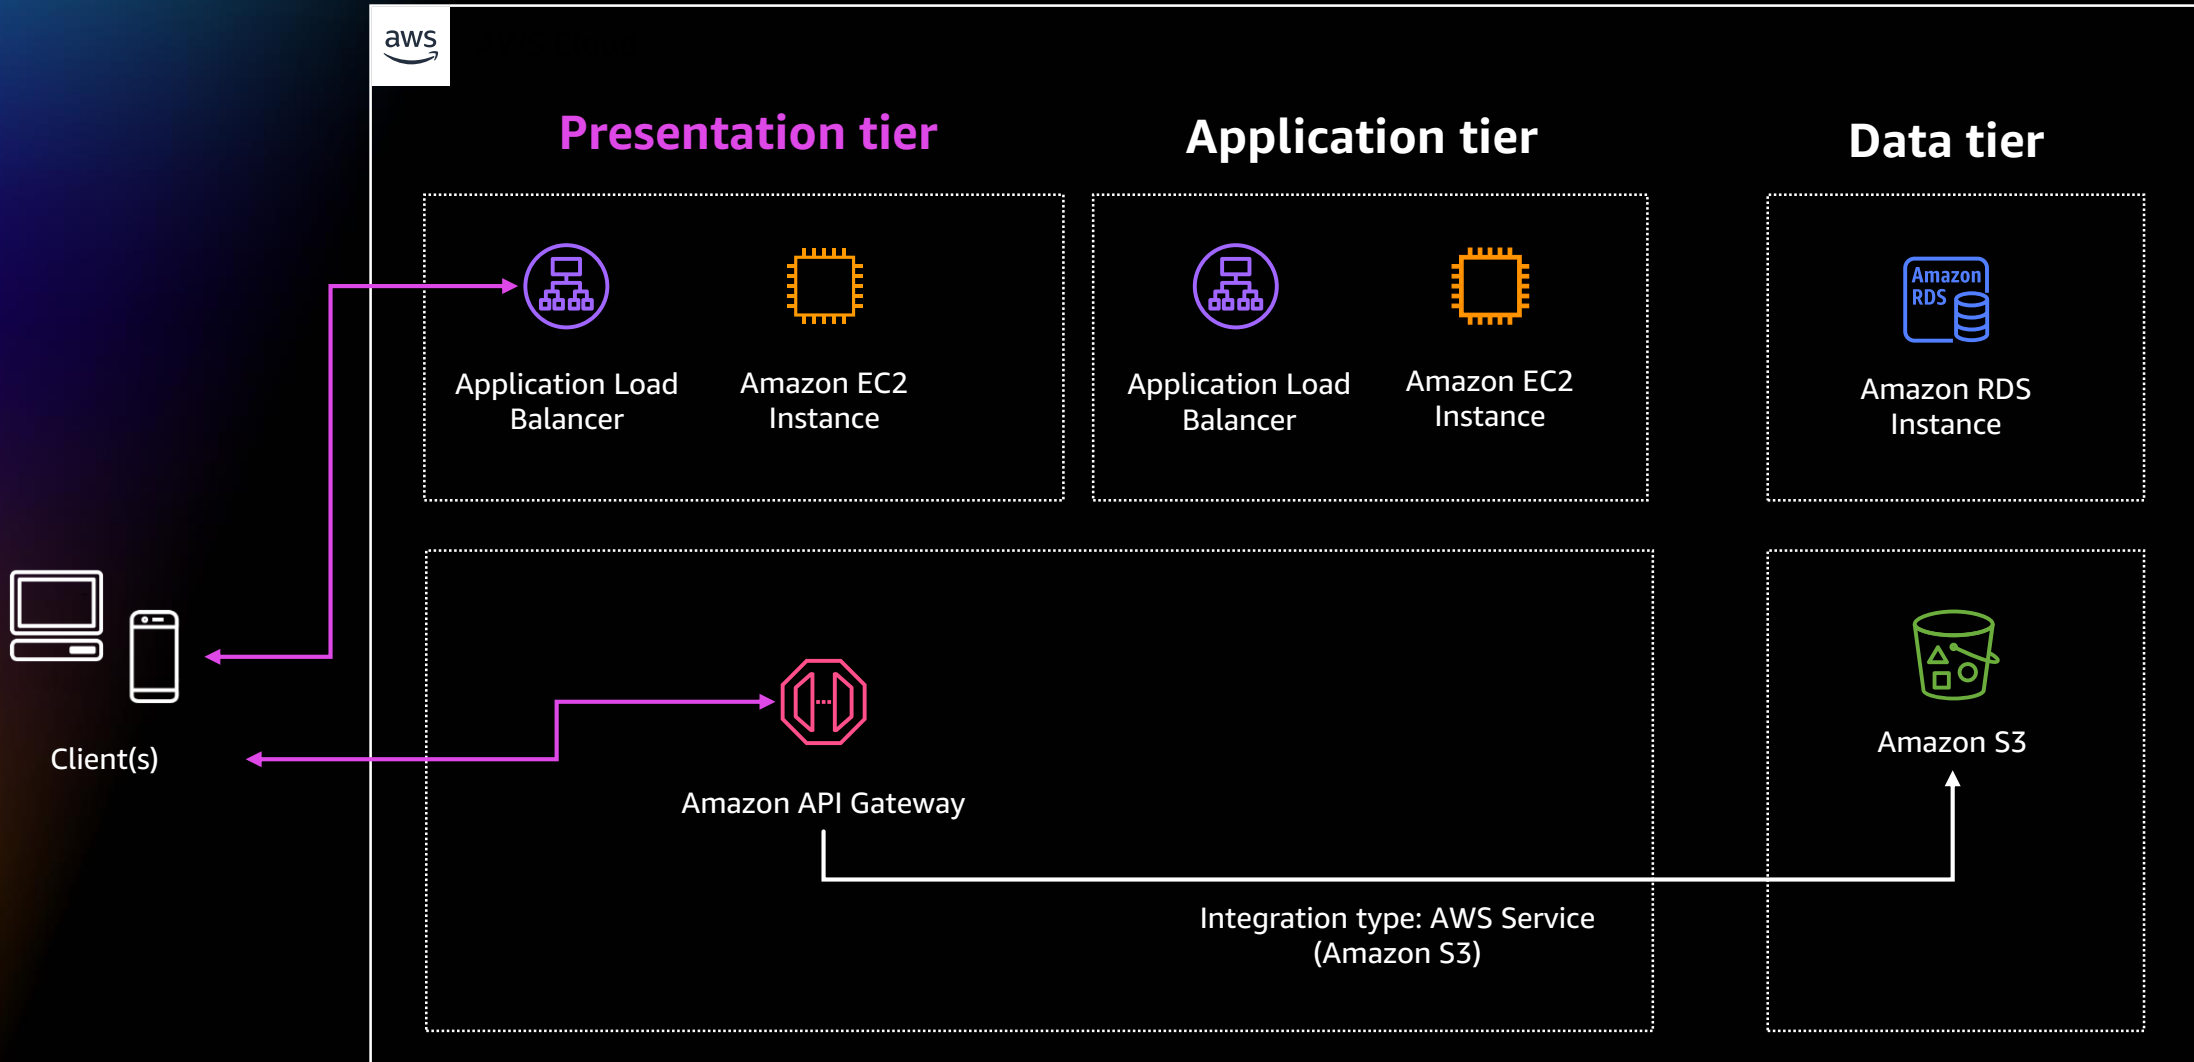 aws
Presentation tier
Application tier
Data tier
Application Load
Balancer
Amazon EC2
Instance
Application Load
Balancer
Amazon EC2
Instance
Amazon
RDS
Amazon RDS
Instance
Client(s)
Amazon API Gateway
Amazon S3
Integration type: AWS Service
(Amazon S3)